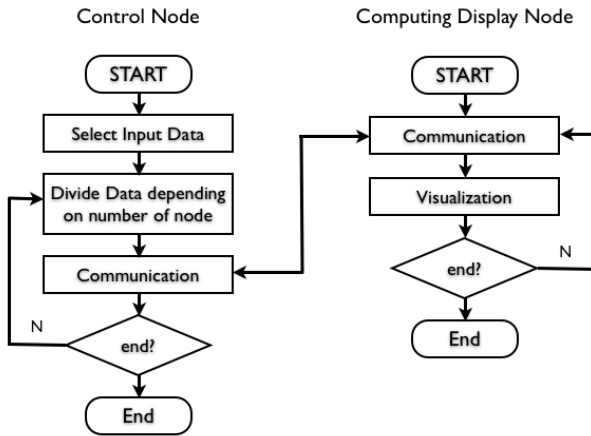 Control Node
START
Select Input Data
Divide Data depending
on number of node
Communication
N
end?
End
Computing Display Node
START
Communication
Visualization
end?
N
End